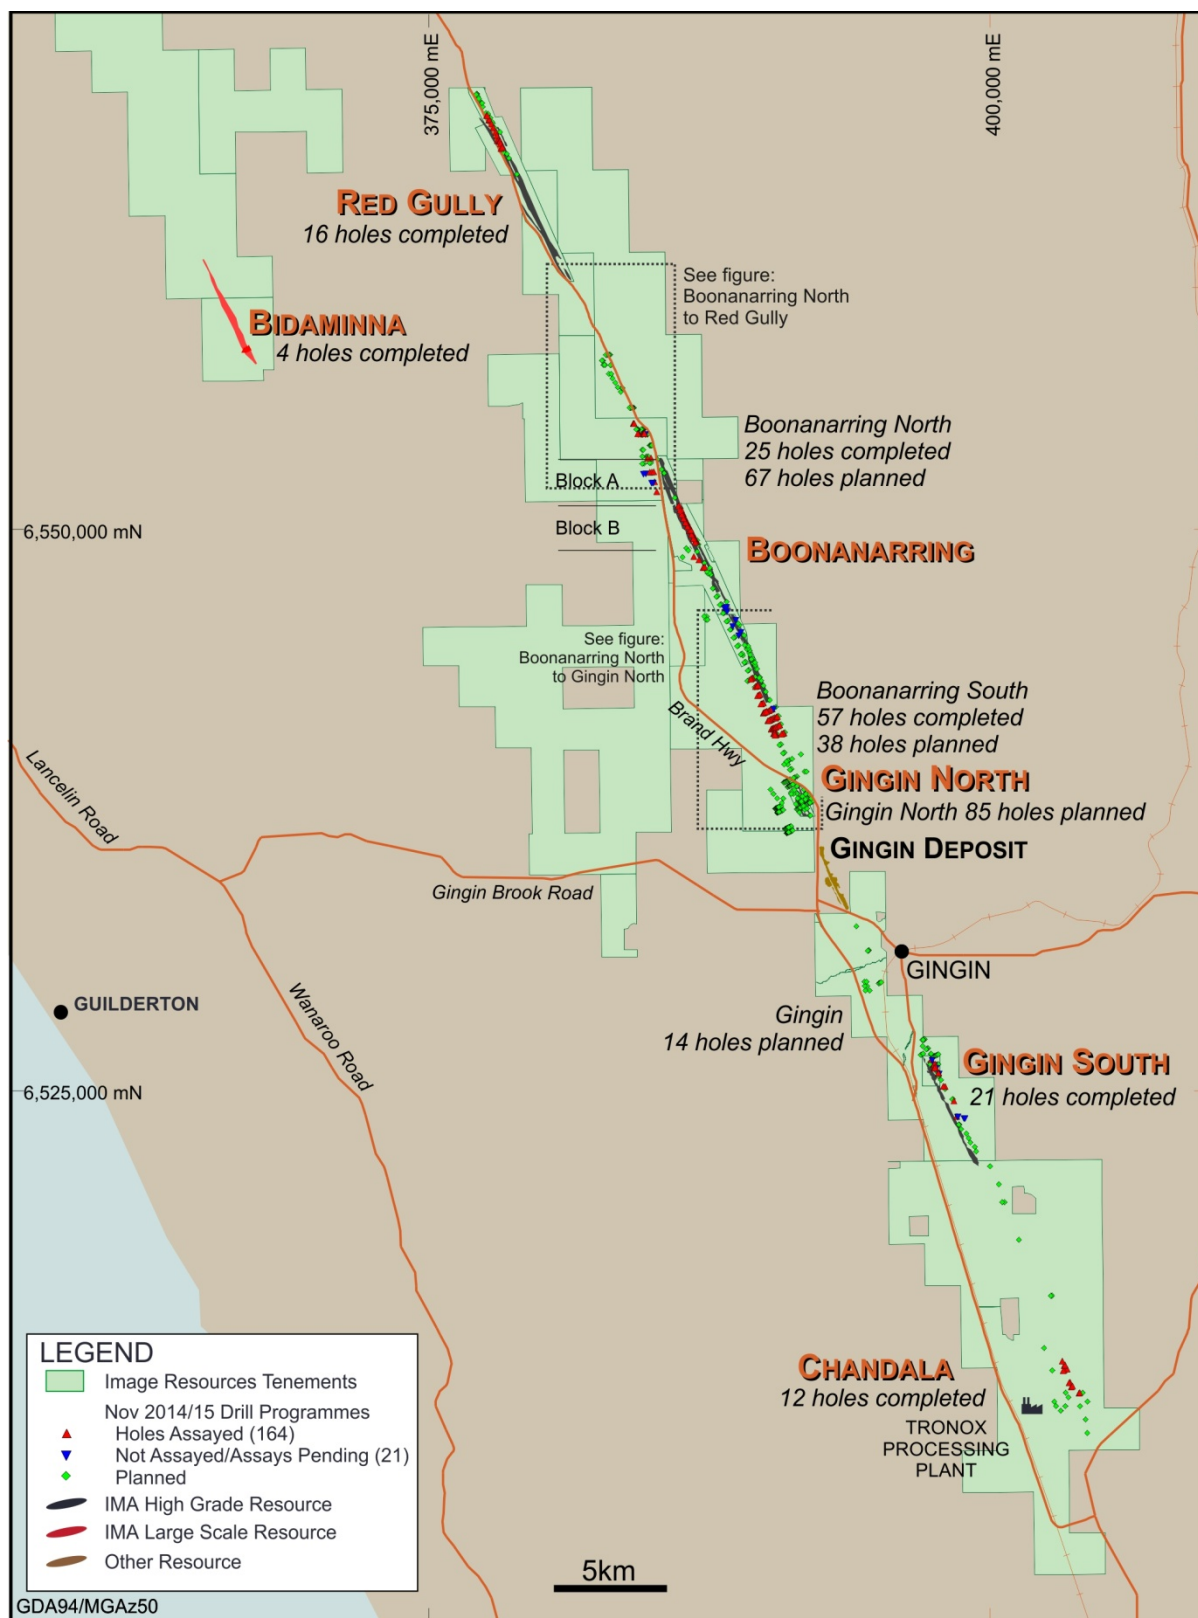 375,000 mE
400,000 mE
RED GULLY
16 holes completed
See figure:
Boonanarring North
to Red Gully
BIDAMINNA
4 holes completed
Boonanarring North
25 holes completed
67 holes planned
Block A
6,550,000 mN
Block B
BOONANARRING
See figure:
Boonanarring North
to Gingin North
Boonanarring South
57 holes completed
38 holes planned
Brand Hwy
GINGIN NORTH
Gingin North 85 holes planned
Lancelin Road
GINGIN DEPOSIT
Gingin Brook Road
GINGIN
GUILDERTON
Wanaroo Road
Gingin
14 holes planned
GINGIN SOUTH
21 holes completed
6,525,000 mN
CHANDALA
12 holes completed
TRONOX
PROCESSING
PLANT
LEGEND
Image Resources Tenements
Nov 2014/15 Drill Programmes
Holes Assayed (164)
Not Assayed/Assays Pending (21)
Planned
IMA High Grade Resource
IMA Large Scale Resource
Other Resource
5km
GDA94/MGAz50